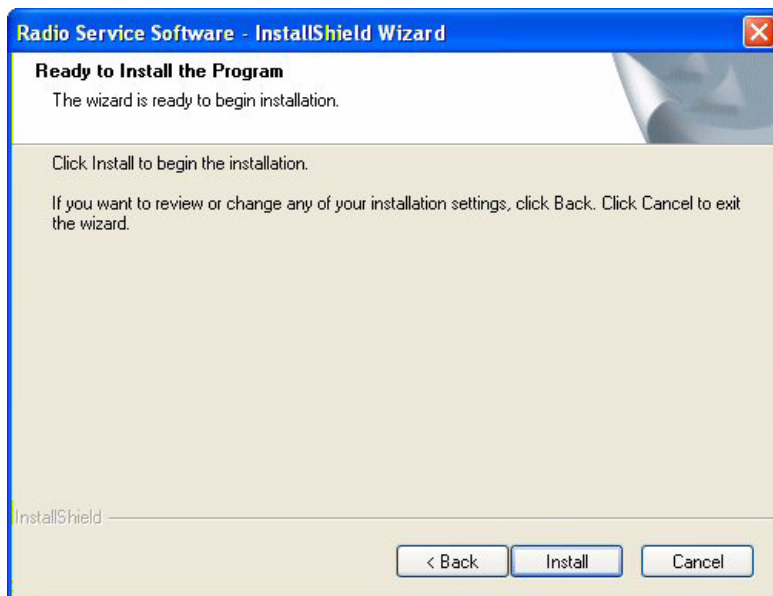 Radio Service Software - InstallShield Wizard
Ready to Install the Program
The wizard is ready to begin installation.
Click Install to begin the installation.
If you want to review or change any of your installation settings, click Back. Click Cancel to exit
the wizard.
InstallShield
< Back
Install
Cancel